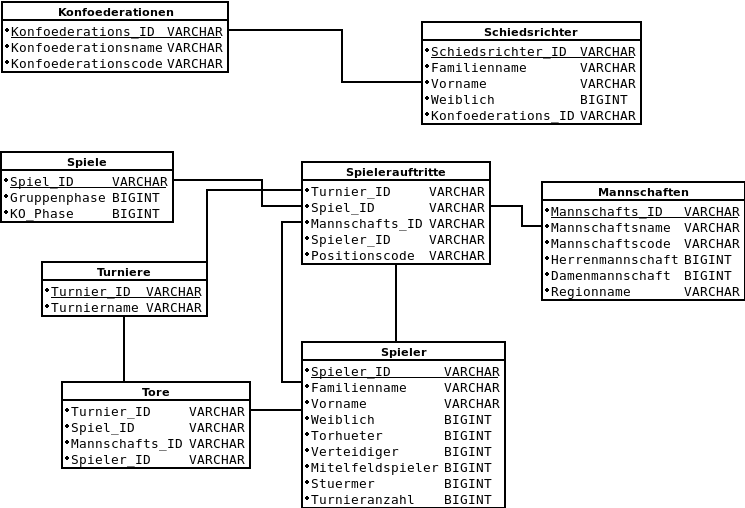 Konfoederationen
Konfoederations_ID VARCHAR
Konfoederationsname VARCHAR
Konfoederationscode VARCHAR
Schiedsrichter
Schiedsrichter_ID VARCHAR
Familienname VARCHAR
Vorname VARCHAR
Weiblich BIGINT
Konfoederations_ID VARCHAR
Spiele
Spiel_ID VARCHAR
Gruppenphase BIGINT
KO_Phase BIGINT
Spielerauftritte
Turnier_ID VARCHAR
Spiel_ID VARCHAR
Mannschafts_ID VARCHAR
Spieler_ID VARCHAR
Positionscode VARCHAR
Mannschaften
Mannschafts_ID VARCHAR
Mannschaftsname VARCHAR
Mannschaftscode VARCHAR
Herrenmannschaft BIGINT
Damenmannschaft BIGINT
Regionname VARCHAR
Turniere
Turnier_ID VARCHAR
Turniername VARCHAR
Tore
Turnier_ID VARCHAR
Spiel_ID VARCHAR
Mannschafts_ID VARCHAR
Spieler_ID VARCHAR
Spieler
Spieler_ID VARCHAR
Familienname VARCHAR
Vorname VARCHAR
Weiblich BIGINT
Torhueter BIGINT
Verteidiger BIGINT
Mitelfeldspieler BIGINT
Stuermer BIGINT
Turnieranzahl BIGINT